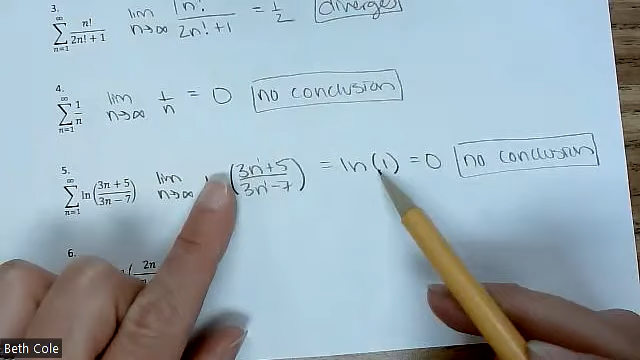 3.
∞ ∑ n=1 n!/(2n! + 1) lim n→∞ 1n!/(2n! + 1) = 1/2 diverges
4.
∞ ∑ n=1 1/n lim n→∞ 1/n = 0 no conclusion
5.
∞ ∑ n=1 ln((3n + 5)/(3n − 7)) lim n→∞ (3n+5)/(3n−7) = ln(1) = 0 no conclusion
6.
2n
Beth Cole